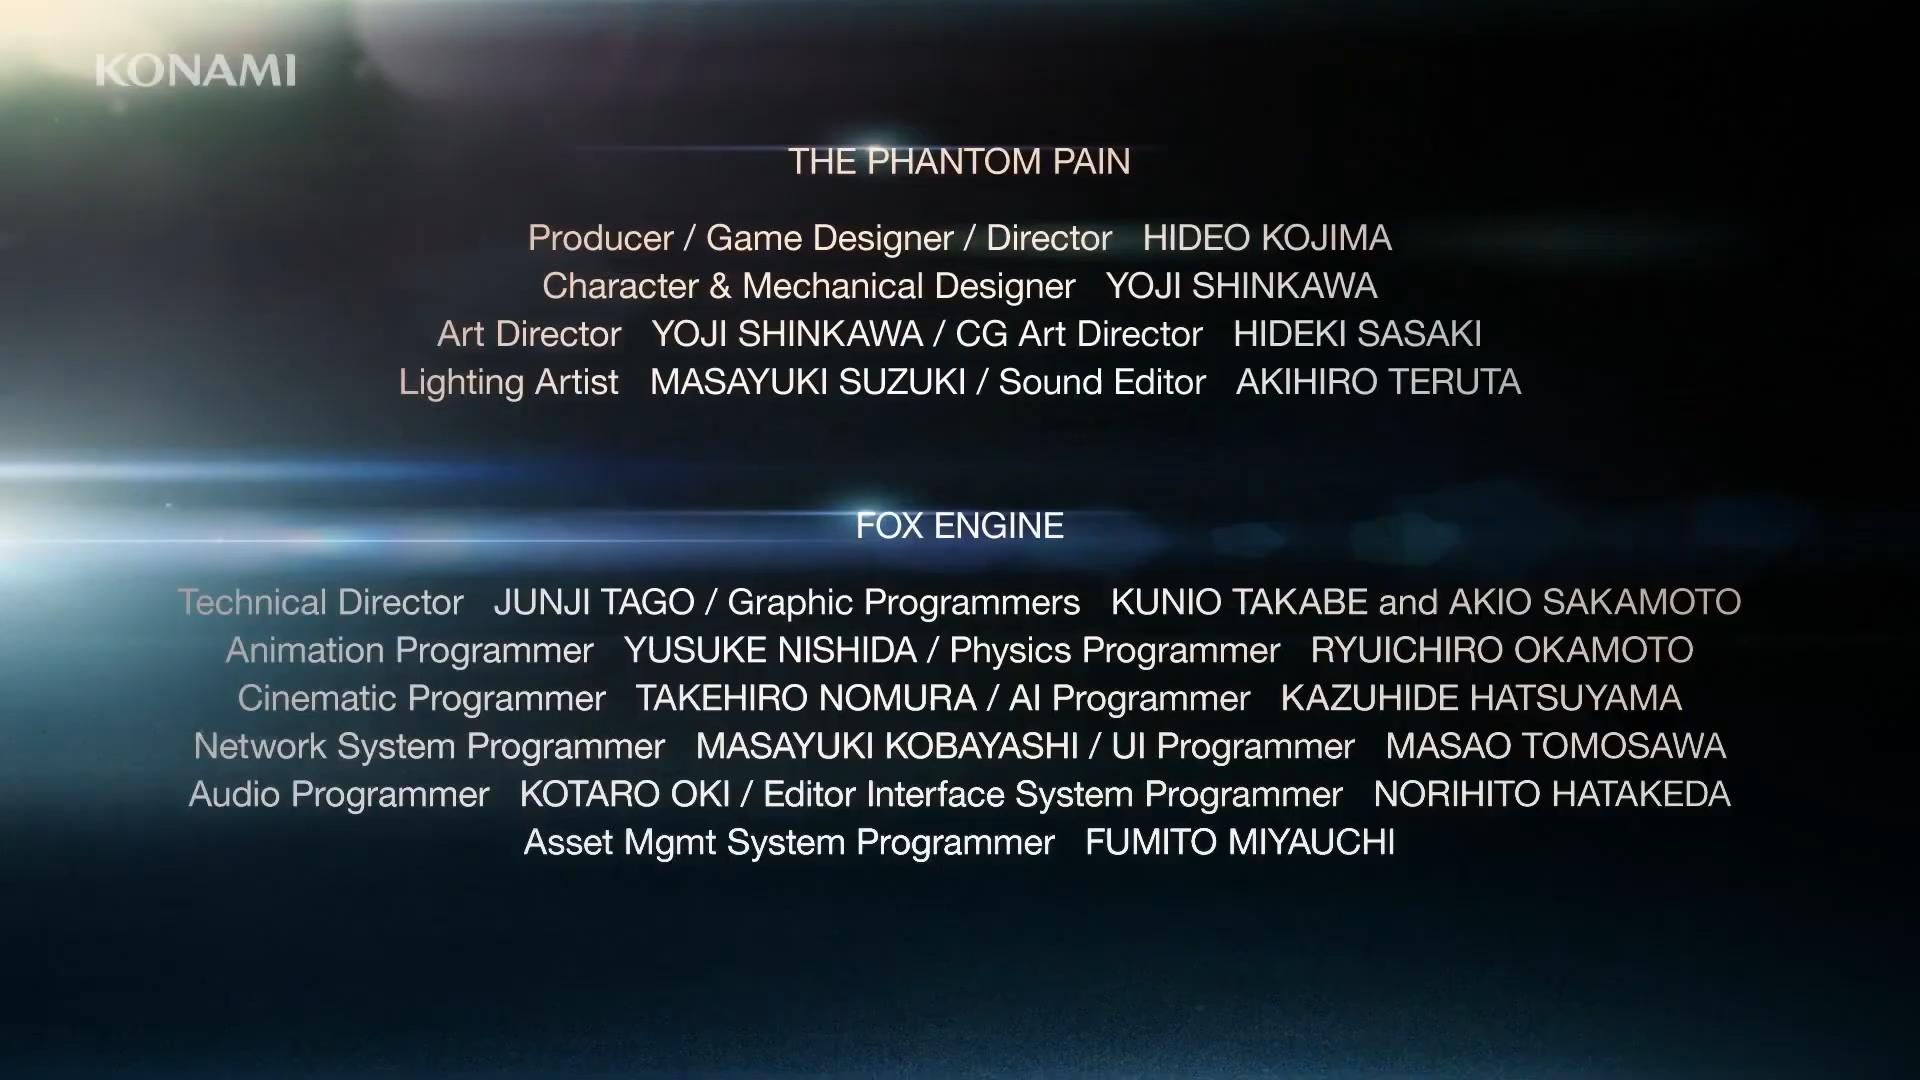 KONAMI
THE PHANTOM PAIN
Producer / Game Designer / Director HIDEO KOJIMA
Character & Mechanical Designer YOJI SHINKAWA
Art Director YOJI SHINKAWA / CG Art Director HIDEKI SASAKI
Lighting Artist MASAYUKI SUZUKI / Sound Editor AKIHIRO TERUTA
FOX ENGINE
Technical Director JUNJI TAGO / Graphic Programmers KUNIO TAKABE and AKIO SAKAMOTO
Animation Programmer YUSUKE NISHIDA / Physics Programmer RYUICHIRO OKAMOTO
Cinematic Programmer TAKEHIRO NOMURA / AI Programmer KAZUHIDE HATSUYAMA
Network System Programmer MASAYUKI KOBAYASHI / UI Programmer MASAO TOMOSAWA
Audio Programmer KOTARO OKI / Editor Interface System Programmer NORIHITO HATAKEDA
Asset Mgmt System Programmer FUMITO MIYAUCHI